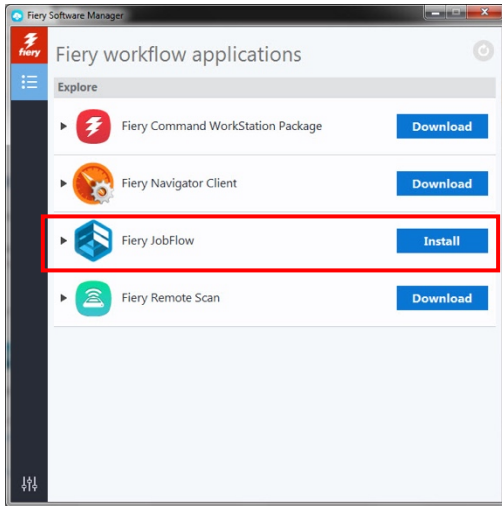 Fiery Software Manager
fiery
Fiery workflow applications
Explore
Fiery Command WorkStation Package Download
Fiery Navigator Client Download
Fiery JobFlow Install
Fiery Remote Scan Download